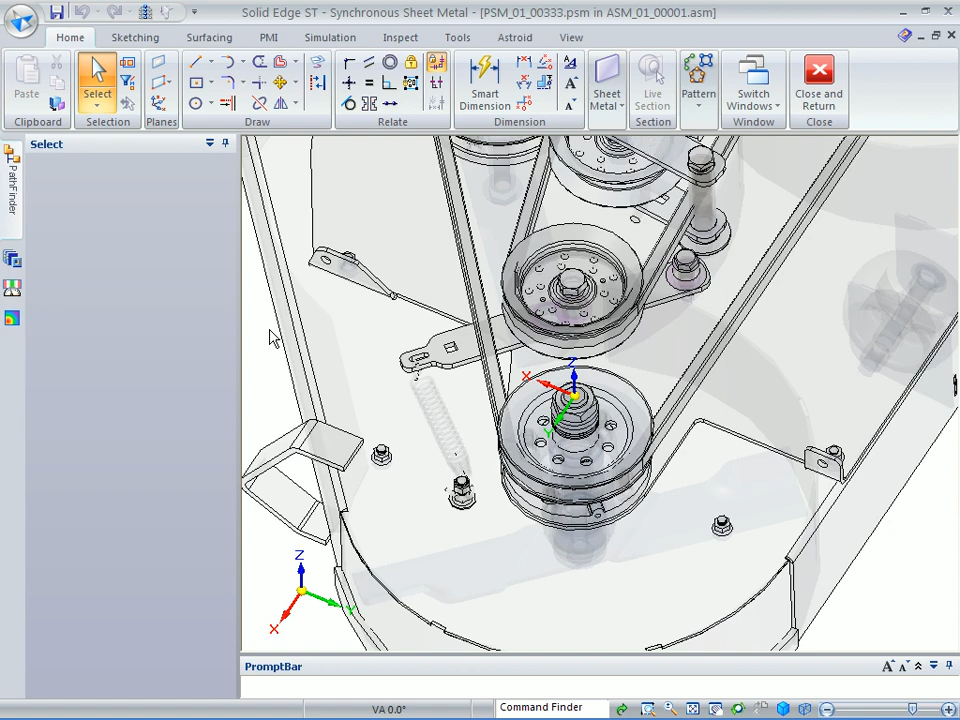 Solid Edge ST - Synchronous Sheet Metal - [PSM_01_00333.psm in ASM_01_00001.asm]
Home Sketching Surfacing PMI Simulation Inspect Tools Astroid View
Paste
Select
Smart Dimension
Sheet Metal
Live Section
Pattern
Switch Windows
Close and Return
Clipboard Selection Planes Draw Relate Dimension Section Window Close
Select
PathFinder
Z
X
Y
Z
Y
X
PromptBar
VA 0.0°
Command Finder